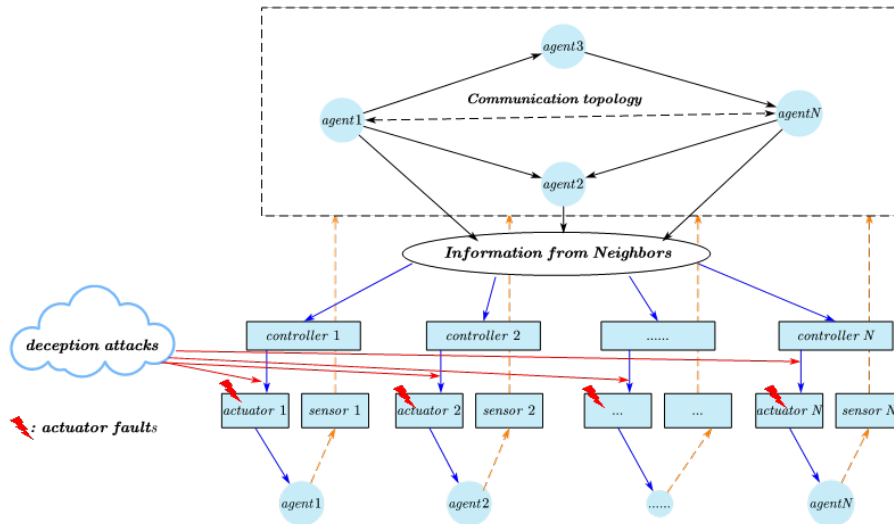 agent3
Communication topology
agent1
agentN
agent2
Information from Neighbors
controller 1
controller 2
......
controller N
deception attacks
actuator 1
sensor 1
actuator 2
sensor 2
...
...
actuator N
sensor N
: actuator faults
agent1
agent2
......
agentN